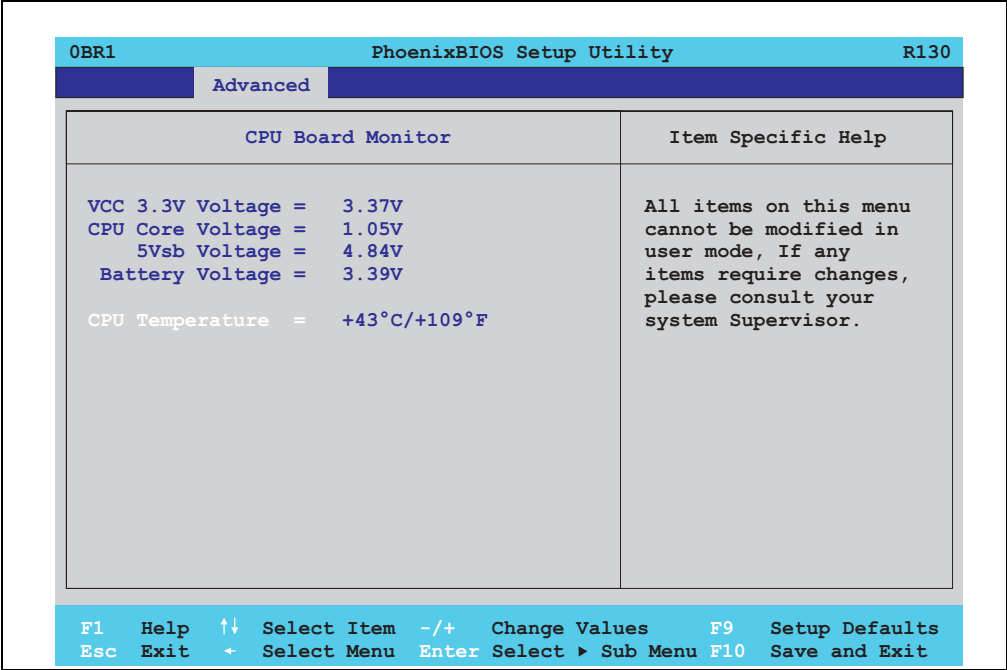 0BR1 PhoenixBIOS Setup Utility R130
Advanced
CPU Board Monitor
VCC 3.3V Voltage = 3.37V
CPU Core Voltage = 1.05V
5Vsb Voltage = 4.84V
Battery Voltage = 3.39V
CPU Temperature = +43°C/+109°F
Item Specific Help
All items on this menu
cannot be modified in
user mode, If any
items require changes,
please consult your
system Supervisor.
F1 Help ↑↓ Select Item -/+ Change Values F9 Setup Defaults
Esc Exit ← Select Menu Enter Select ▶ Sub Menu F10 Save and Exit